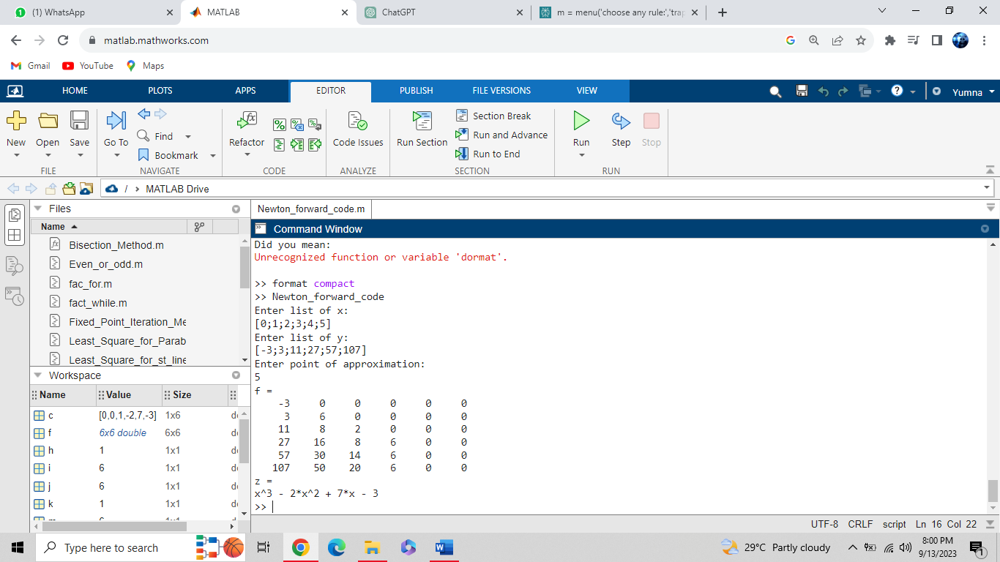 (1) WhatsApp
MATLAB
ChatGPT
m = menu('choose any rule:','trap
matlab.mathworks.com
Gmail YouTube Maps
HOME PLOTS APPS EDITOR PUBLISH FILE VERSIONS VIEW Yumna
New Open Save Go To Find Bookmark Refactor Code Issues Run Section Section Break Run and Advance Run to End Run Step Stop
FILE NAVIGATE CODE ANALYZE SECTION RUN
/ › MATLAB Drive
Files
Name
Bisection_Method.m
Even_or_odd.m
fac_for.m
fact_while.m
Fixed_Point_Iteration_Me
Least_Square_for_Parab
Least_Square_for_st_line
Workspace
Name Value Size
c [0,0,1,-2,7,-3] 1x6
f 6x6 double 6x6
h 1 1x1
i 6 1x1
j 6 1x1
k 1 1x1
Newton_forward_code.m
Command Window
Did you mean:
Unrecognized function or variable 'dormat'.
>> format compact
>> Newton_forward_code
Enter list of x:
[0;1;2;3;4;5]
Enter list of y:
[-3;3;11;27;57;107]
Enter point of approximation:
5
f =
-3 0 0 0 0 0
3 6 0 0 0 0
11 8 2 0 0 0
27 16 8 6 0 0
57 30 14 6 0 0
107 50 20 6 0 0
z =
x^3 - 2*x^2 + 7*x - 3
>>
UTF-8 CRLF script Ln 16 Col 22
Type here to search
29°C Partly cloudy
8:00 PM
9/13/2023
1